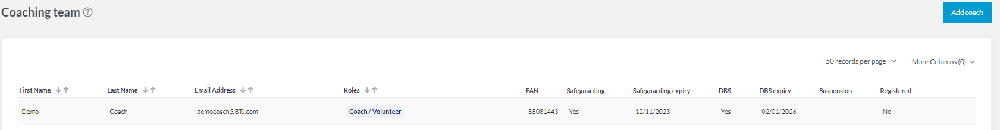 Coaching team
Add coach
50 records per page More Columns (0)
First Name Last Name Email Address Roles FAN Safeguarding Safeguarding expiry DBS DBS expiry Suspension Registered
Demo Coach democoach@BTJ.com Coach / Volunteer 55081443 Yes 12/11/2023 Yes 02/01/2026 No